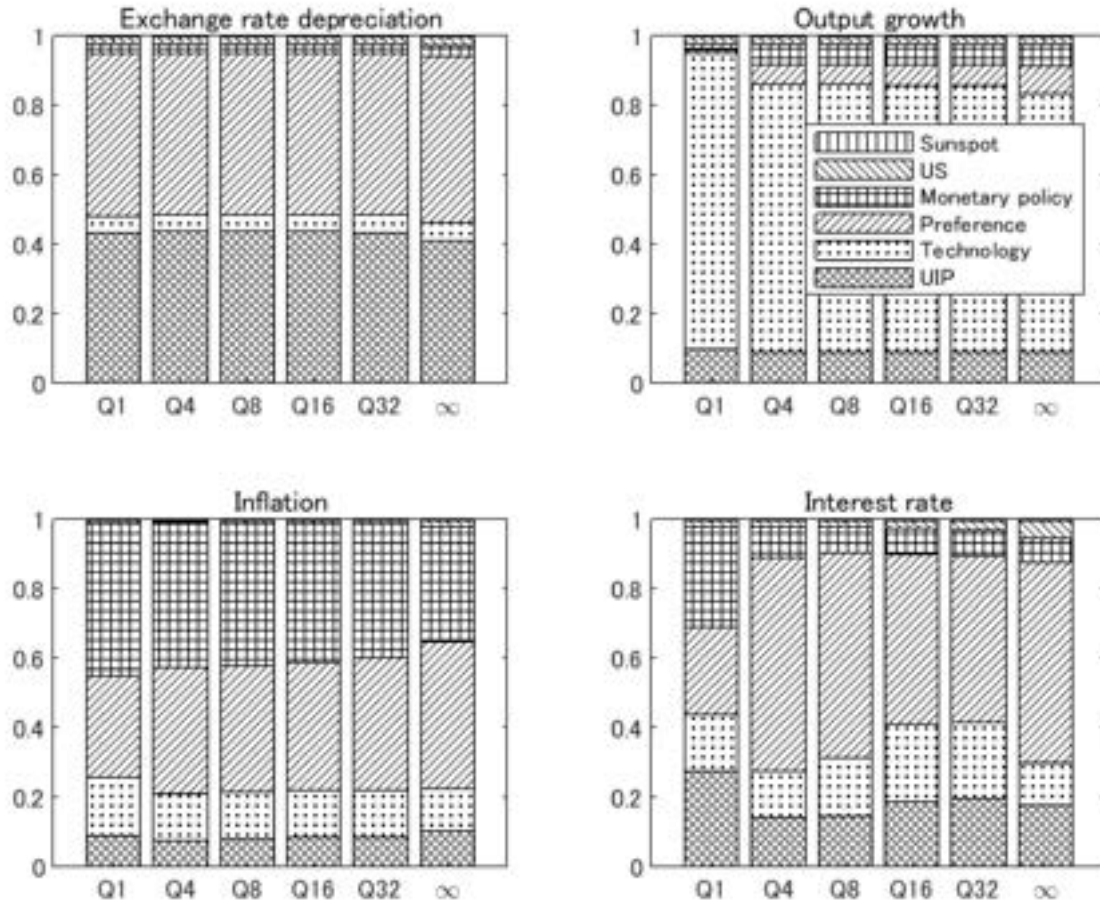 Exchange rate depreciation
1
0.8
0.6
0.4
0.2
0
Q1 Q4 Q8 Q16 Q32 ∞
Output growth
1
0.8
0.6
0.4
0.2
0
Sunspot
US
Monetary policy
Preference
Technology
UIP
Q1 Q4 Q8 Q16 Q32 ∞
Inflation
1
0.8
0.6
0.4
0.2
0
Q1 Q4 Q8 Q16 Q32 ∞
Interest rate
1
0.8
0.6
0.4
0.2
0
Q1 Q4 Q8 Q16 Q32 ∞